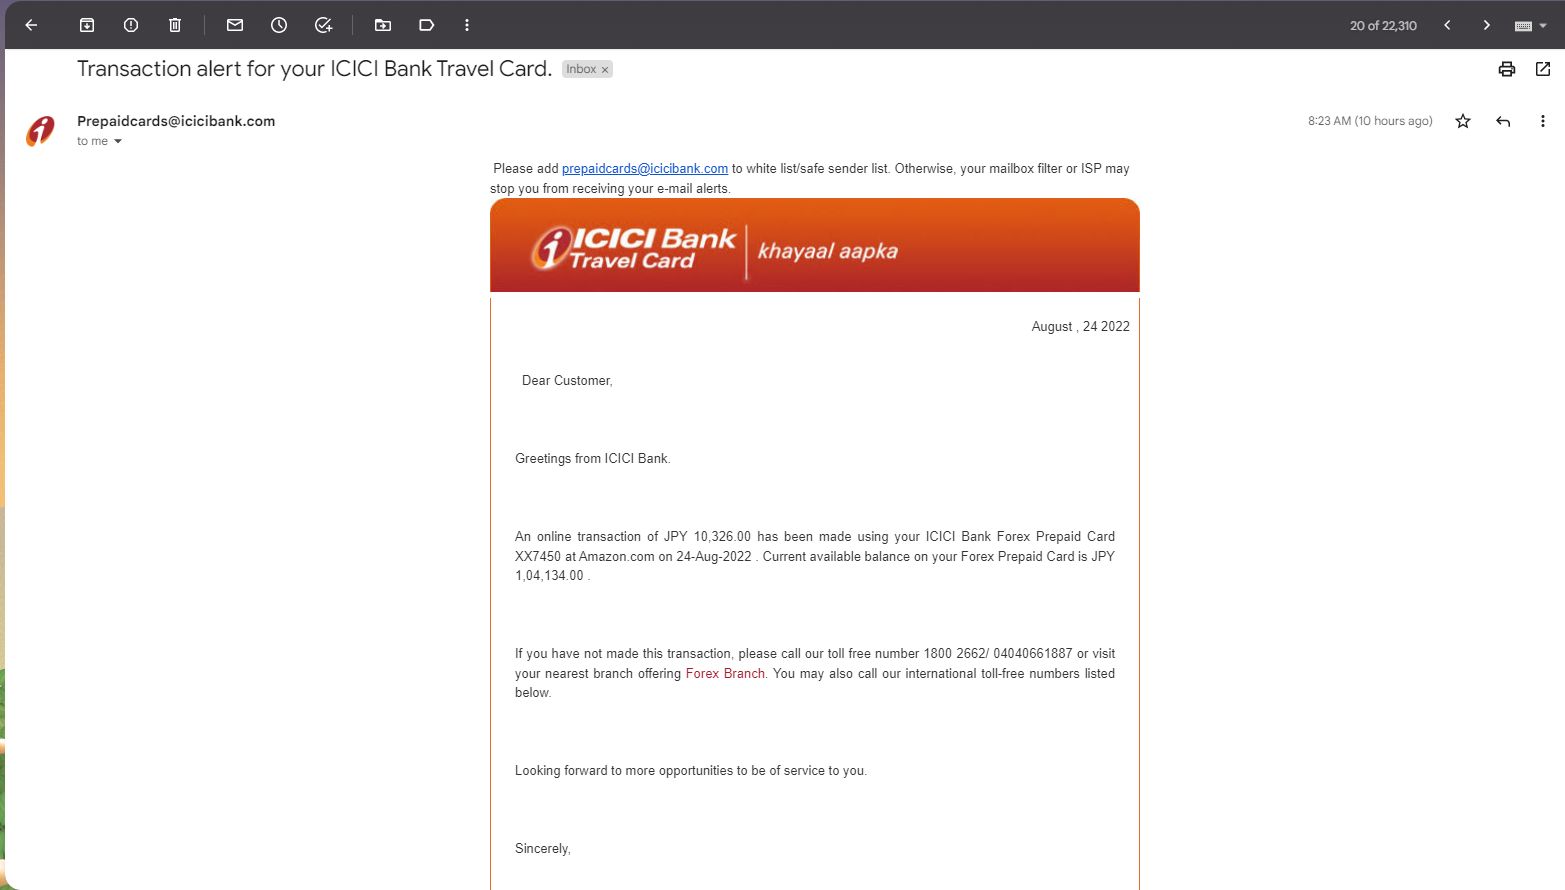 20 of 22,310
Transaction alert for your ICICI Bank Travel Card.
Inbox ×
Prepaidcards@icicibank.com
8:23 AM (10 hours ago)
to me
Please add prepaidcards@icicibank.com to white list/safe sender list. Otherwise, your mailbox filter or ISP may
stop you from receiving your e-mail alerts.
ICICI Bank
Travel Card
khayaal aapka
August , 24 2022
Dear Customer,
Greetings from ICICI Bank.
An online transaction of JPY 10,326.00 has been made using your ICICI Bank Forex Prepaid Card
XX7450 at Amazon.com on 24-Aug-2022 . Current available balance on your Forex Prepaid Card is JPY
1,04,134.00 .
If you have not made this transaction, please call our toll free number 1800 2662/ 04040661887 or visit
your nearest branch offering Forex Branch. You may also call our international toll-free numbers listed
below.
Looking forward to more opportunities to be of service to you.
Sincerely,